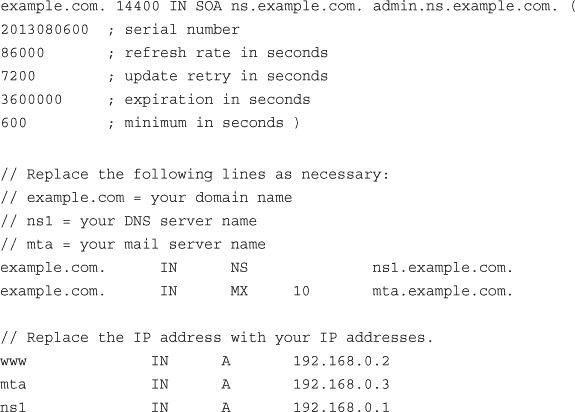 example.com. 14400 IN SOA ns.example.com. admin.ns.example.com. (
2013080600 ; serial number
86000 ; refresh rate in seconds
7200 ; update retry in seconds
3600000 ; expiration in seconds
600 ; minimum in seconds )
// Replace the following lines as necessary:
// example.com = your domain name
// ns1 = your DNS server name
// mta = your mail server name
example.com. IN NS ns1.example.com.
example.com. IN MX 10 mta.example.com.
// Replace the IP address with your IP addresses.
www IN A 192.168.0.2
mta IN A 192.168.0.3
ns1 IN A 192.168.0.1